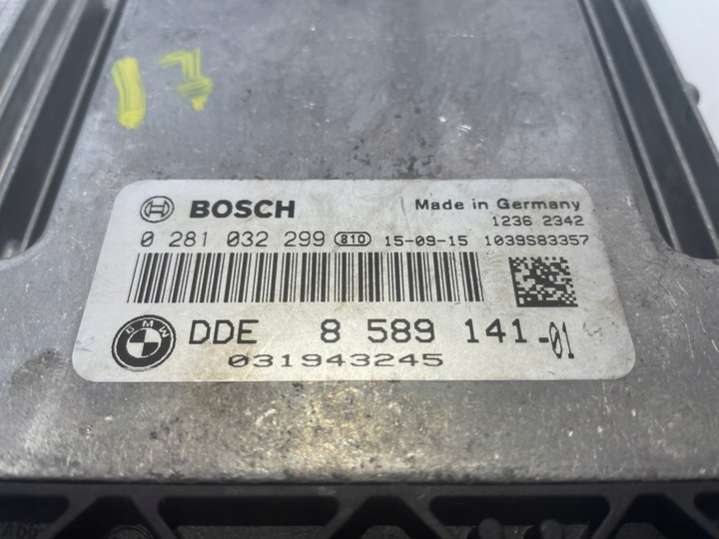 17
BOSCH Made in Germany
1236 2342
0 281 032 299 810 15-09-15 1039S83357
BMW DDE 8 589 141-01
031943245